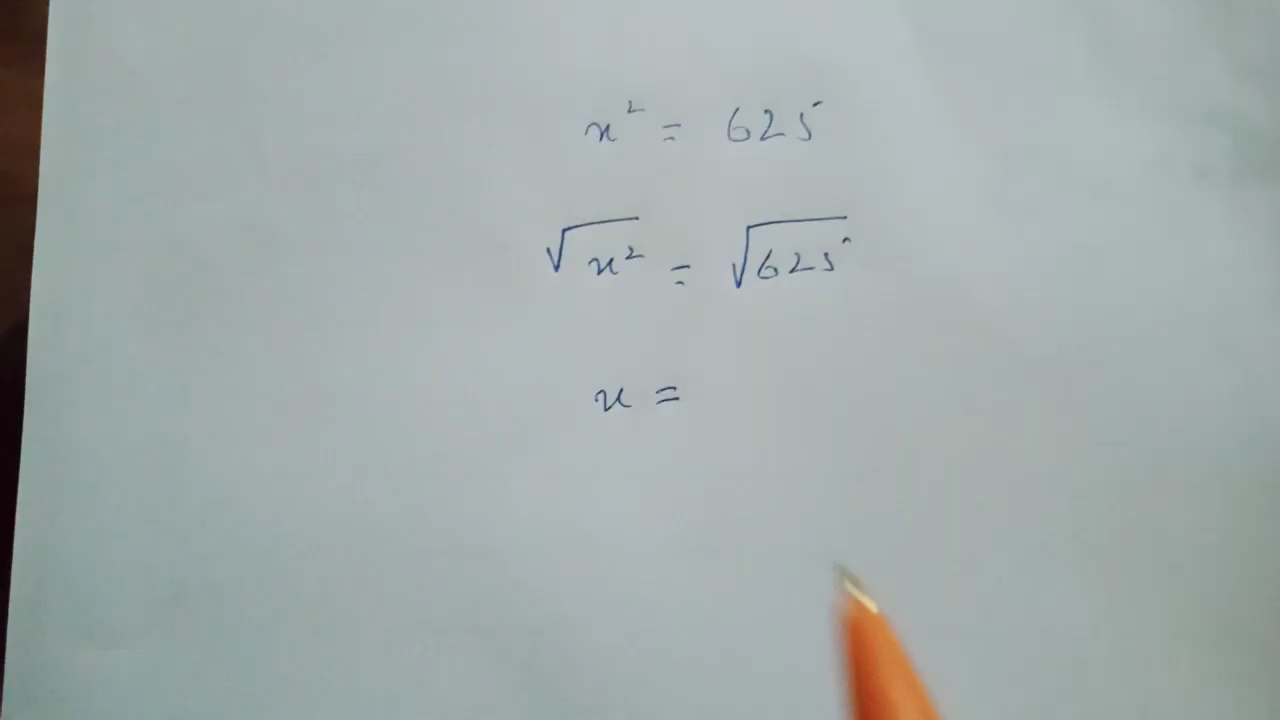 x² = 625
√x² = √625
x =